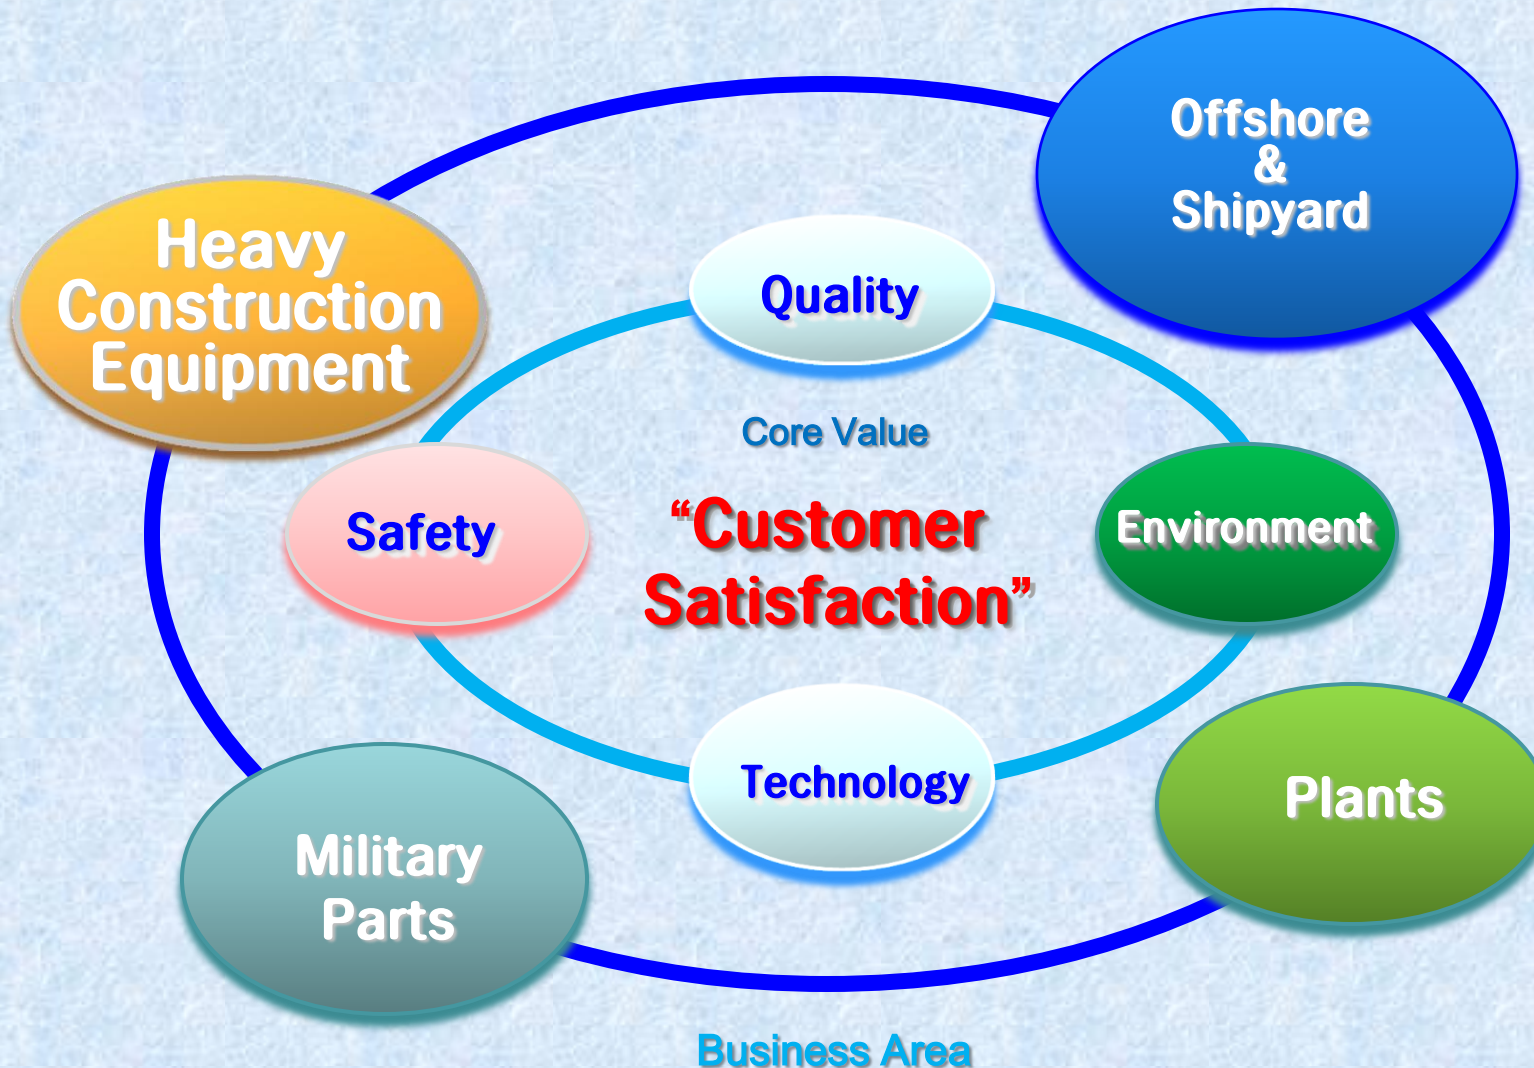 Offshore
&
Shipyard
Heavy
Construction
Equipment
Quality
Core Value
Safety
“Customer
Satisfaction”
Environment
Technology
Plants
Military
Parts
Business Area